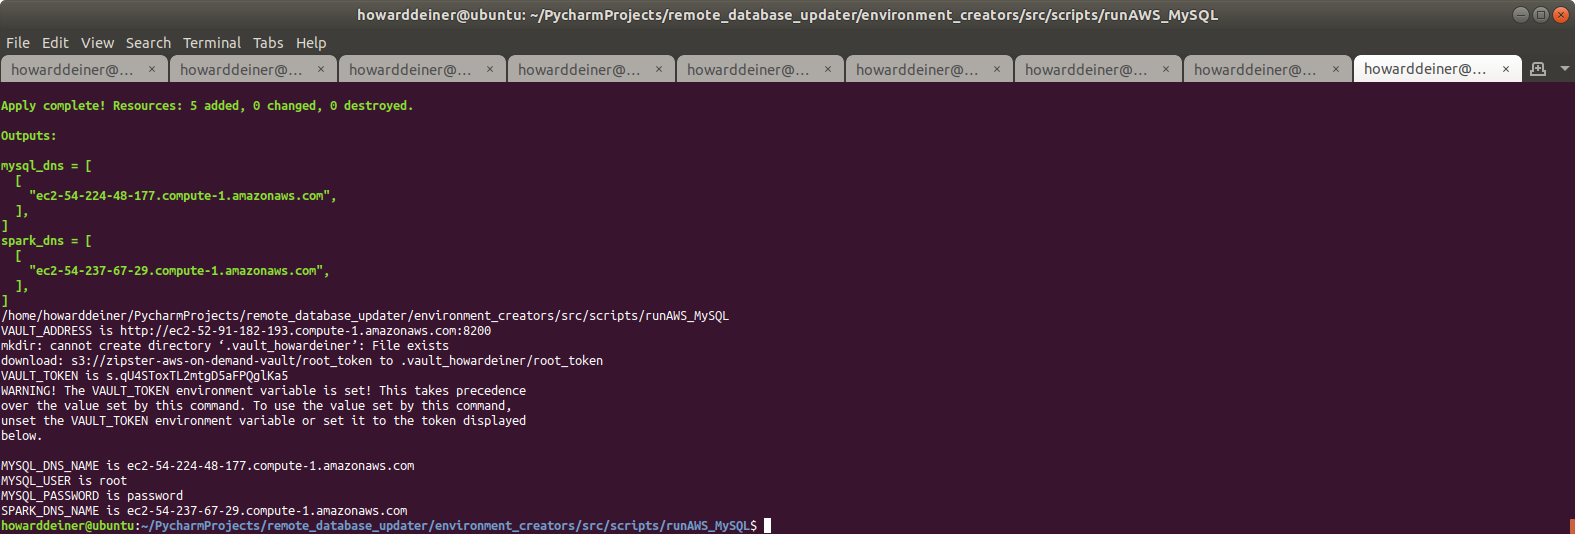 howarddeiner@ubuntu: ~/PycharmProjects/remote_database_updater/environment_creators/src/scripts/runAWS_MySQL
File Edit View Search Terminal Tabs Help
howarddeiner@... × howarddeiner@... × howarddeiner@... × howarddeiner@... × howarddeiner@... × howarddeiner@... × howarddeiner@... × howarddeiner@... × howarddeiner@... ×
Apply complete! Resources: 5 added, 0 changed, 0 destroyed.
Outputs:
mysql_dns = [
  [
    "ec2-54-224-48-177.compute-1.amazonaws.com",
  ],
]
spark_dns = [
  [
    "ec2-54-237-67-29.compute-1.amazonaws.com",
  ],
]
/home/howarddeiner/PycharmProjects/remote_database_updater/environment_creators/src/scripts/runAWS_MySQL
VAULT_ADDRESS is http://ec2-52-91-182-193.compute-1.amazonaws.com:8200
mkdir: cannot create directory ‘.vault_howardeiner’: File exists
download: s3://zipster-aws-on-demand-vault/root_token to .vault_howardeiner/root_token
VAULT_TOKEN is s.qU4SToxTL2mtgD5aFPQglKa5
WARNING! The VAULT_TOKEN environment variable is set! This takes precedence
over the value set by this command. To use the value set by this command,
unset the VAULT_TOKEN environment variable or set it to the token displayed
below.
MYSQL_DNS_NAME is ec2-54-224-48-177.compute-1.amazonaws.com
MYSQL_USER is root
MYSQL_PASSWORD is password
SPARK_DNS_NAME is ec2-54-237-67-29.compute-1.amazonaws.com
howarddeiner@ubuntu:~/PycharmProjects/remote_database_updater/environment_creators/src/scripts/runAWS_MySQL$